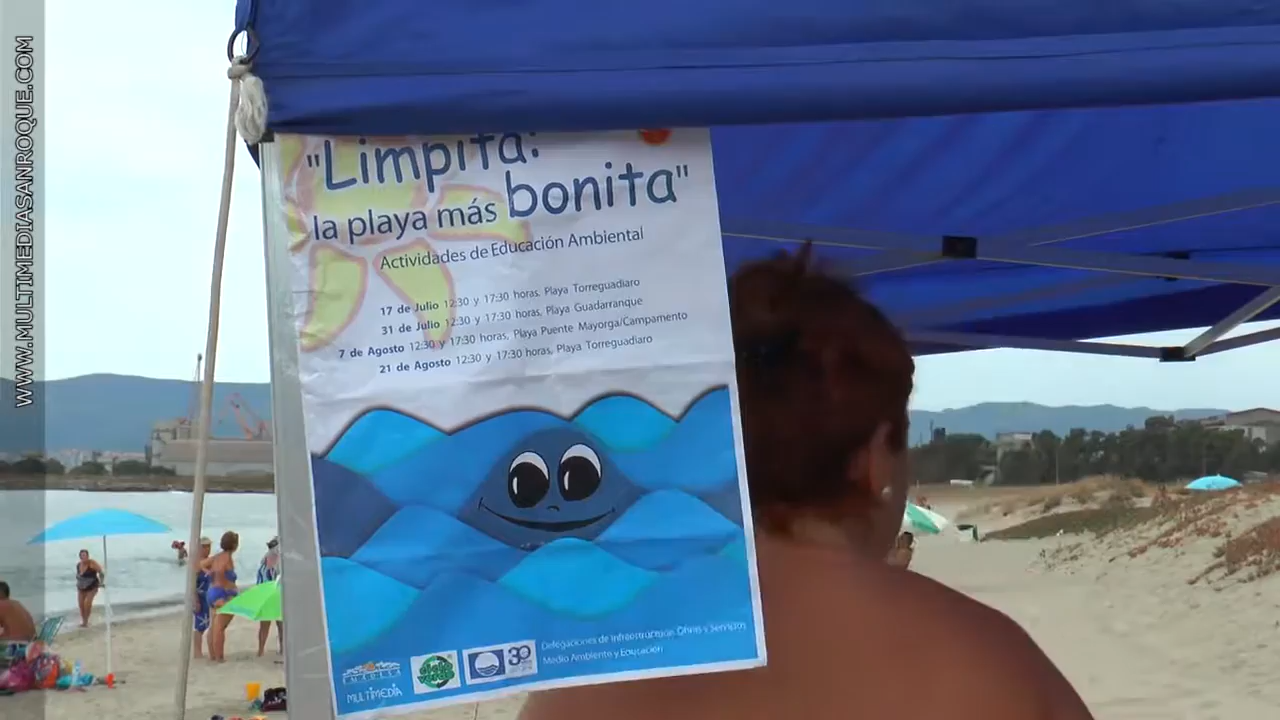 WWW.MULTIMEDIASANROQUE.COM
"Limpita:
la playa más bonita"
Actividades de Educación Ambiental
17 de Julio 12:30 y 17:30 horas. Playa Torreguadiaro
31 de Julio 12:30 y 17:30 horas, Playa Guadarranque
7 de Agosto 12:30 y 17:30 horas, Playa Puente Mayorga/Campamento
21 de Agosto 12:30 y 17:30 horas, Playa Torreguadiaro
Delegaciones de Infraestructura, Obras y Servicios
Medio Ambiente y Educación
MULTIMEDIA
30